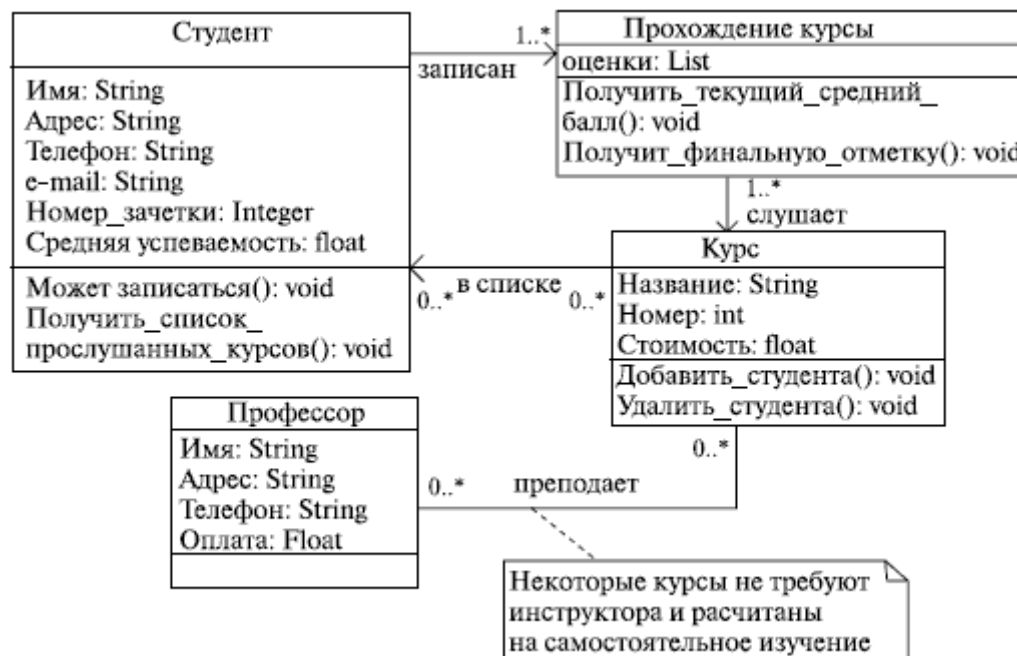 Студент
Имя: String
Адрес: String
Телефон: String
e-mail: String
Номер_зачетки: Integer
Средняя успеваемость: float
Может записаться(): void
Получить_список_
прослушанных_курсов(): void
1..*
записан
Прохождение курсы
оценки: List
Получить_текущий_средний_
балл(): void
Получит_финальную_отметку(): void
1..*
слушает
Курс
Название: String
Номер: int
Стоимость: float
Добавить_студента(): void
Удалить_студента(): void
0..*
в списке
0..*
Профессор
Имя: String
Адрес: String
Телефон: String
Оплата: Float
0..*
преподает
0..*
Некоторые курсы не требуют
инструктора и расчитаны
на самостоятельное изучение